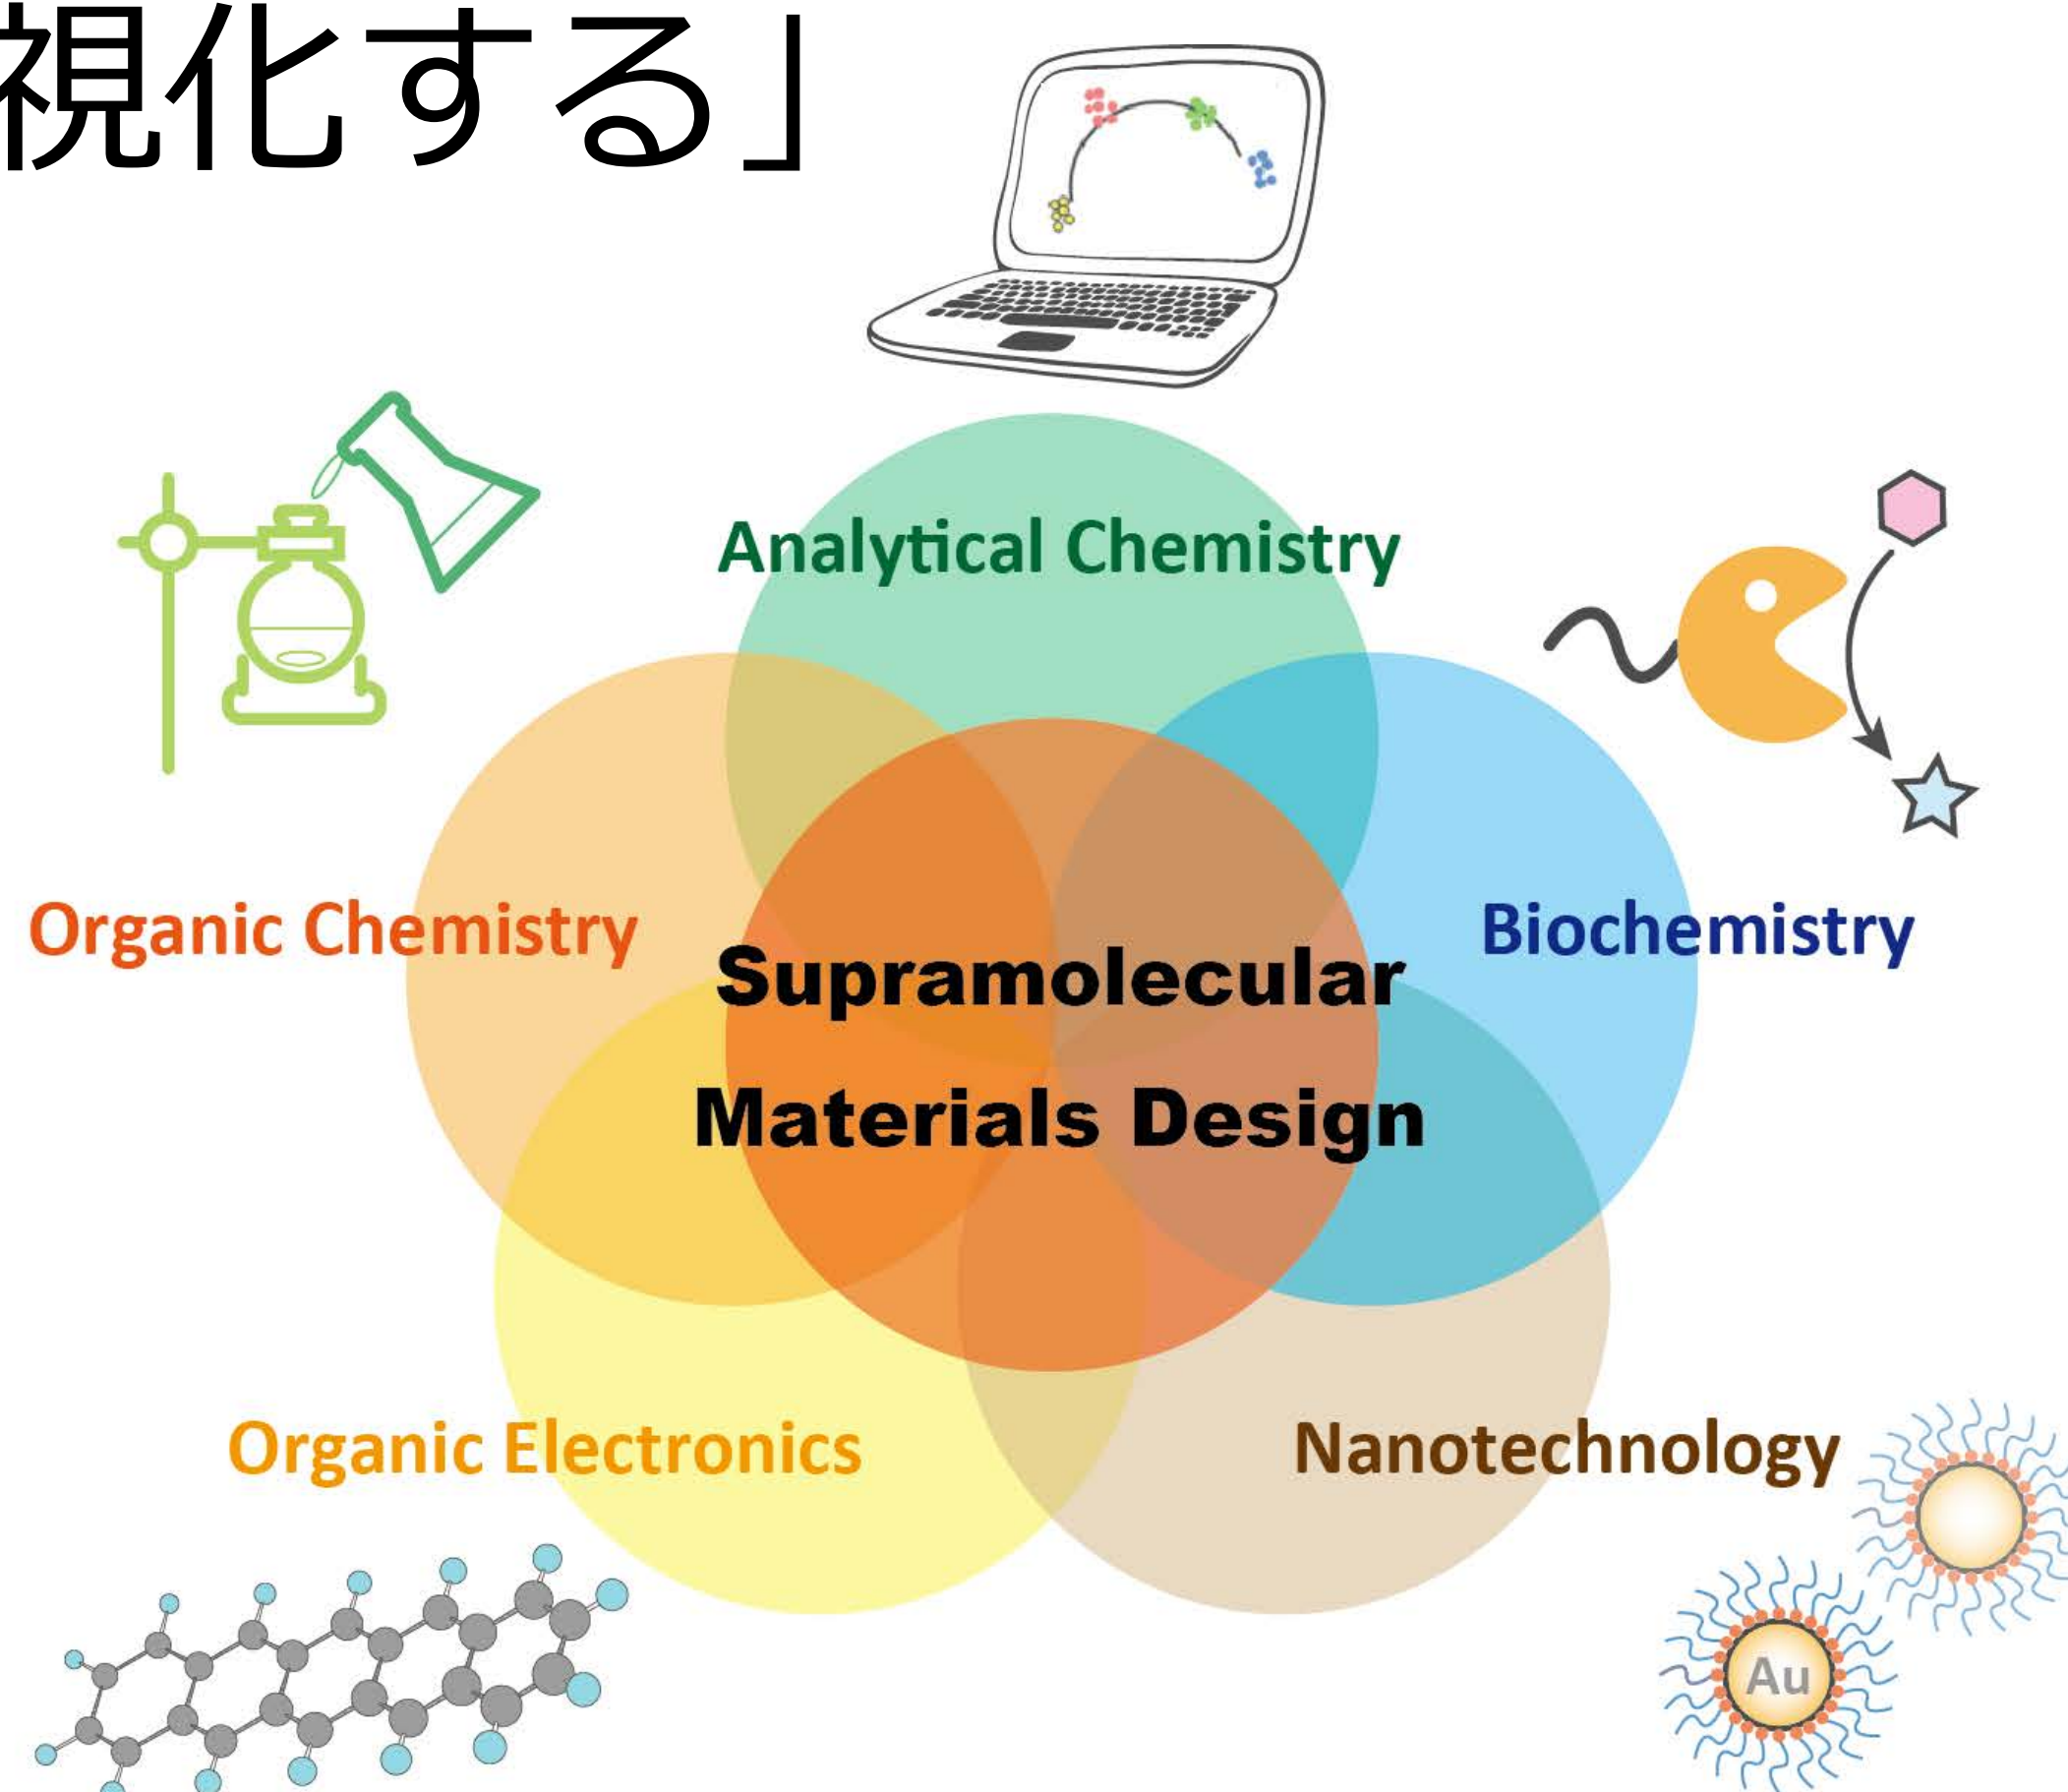 視化する」
Analytical Chemistry
Organic Chemistry
Biochemistry
Supramolecular
Materials Design
Organic Electronics
Nanotechnology
Au